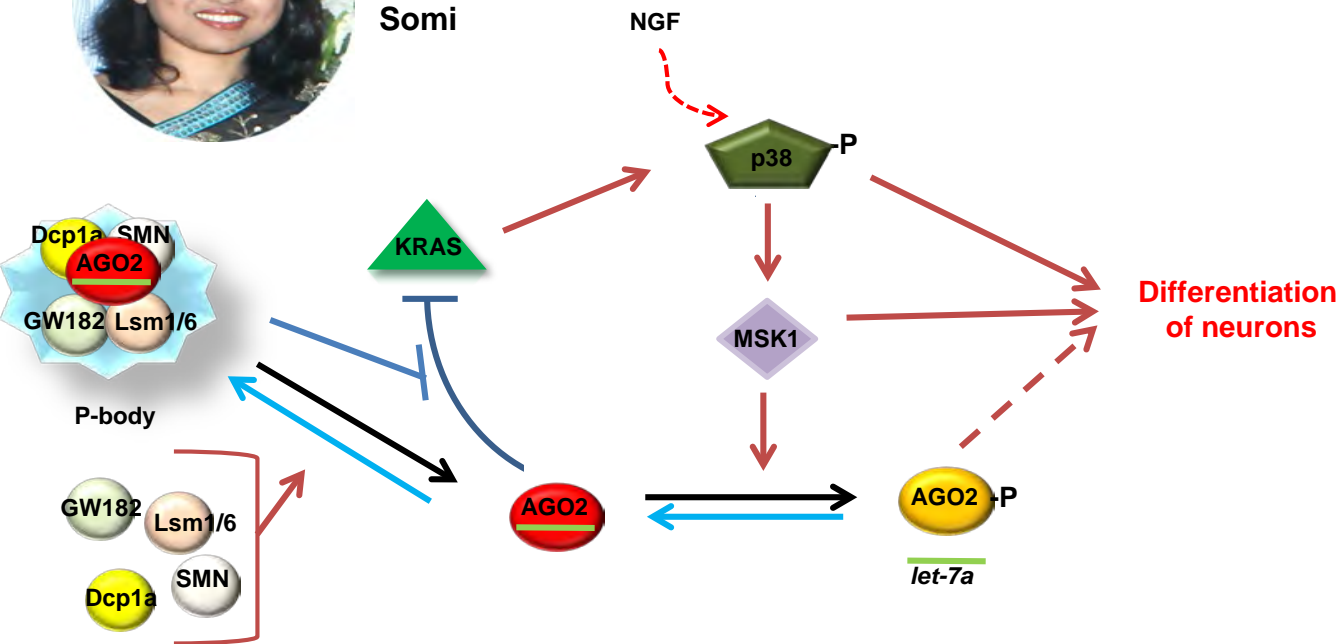 Somi
NGF
p38
-P
Dcp1a
SMN
AGO2
KRAS
GW182
Lsm1/6
Differentiation
of neurons
MSK1
P-body
GW182
Lsm1/6
AGO2
AGO2
-P
SMN
Dcp1a
let-7a